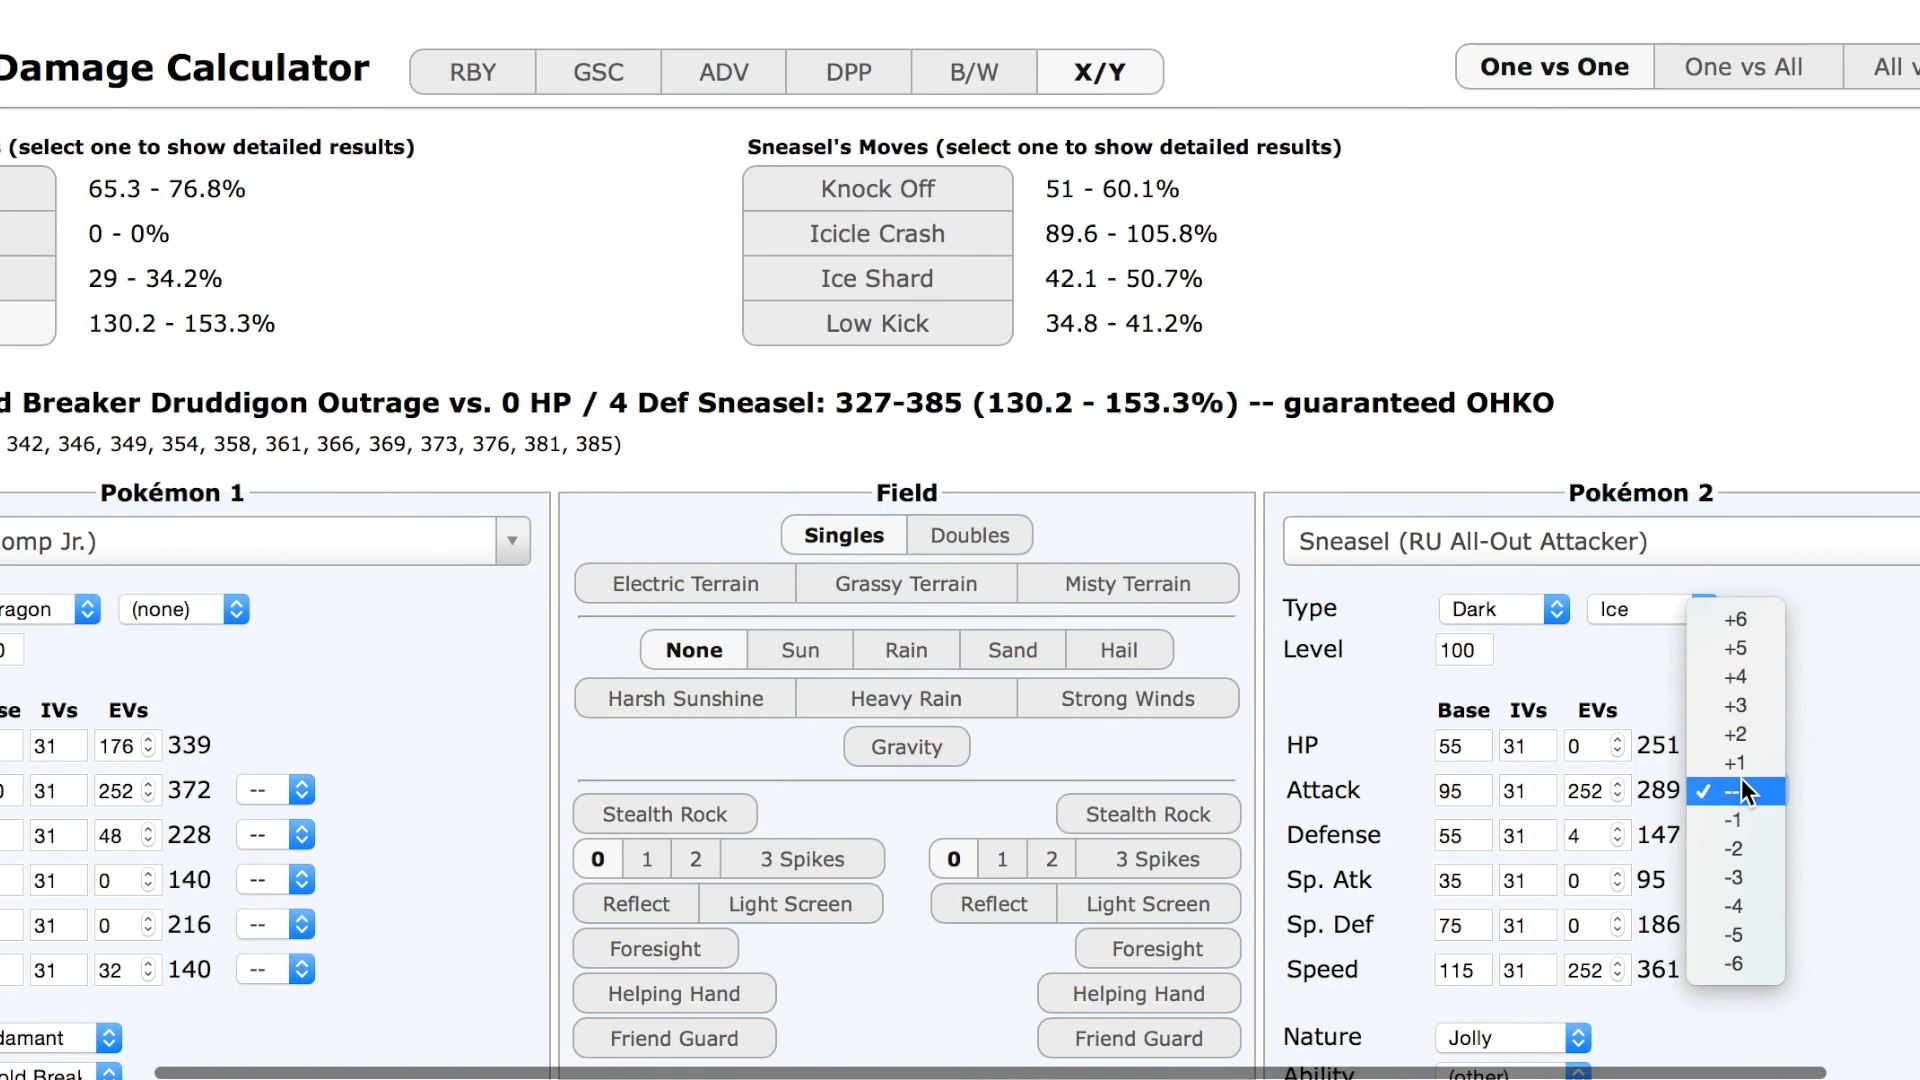 Damage Calculator
RBY GSC ADV DPP B/W X/Y
One vs One One vs All All v
(select one to show detailed results)
65.3 - 76.8%
0 - 0%
29 - 34.2%
130.2 - 153.3%
Sneasel's Moves (select one to show detailed results)
Knock Off 51 - 60.1%
Icicle Crash 89.6 - 105.8%
Ice Shard 42.1 - 50.7%
Low Kick 34.8 - 41.2%
d Breaker Druddigon Outrage vs. 0 HP / 4 Def Sneasel: 327-385 (130.2 - 153.3%) -- guaranteed OHKO
342, 346, 349, 354, 358, 361, 366, 369, 373, 376, 381, 385)
Pokémon 1
omp Jr.)
ragon (none)
0
se IVs EVs
31 176 339
0 31 252 372 --
31 48 228 --
31 0 140 --
31 0 216 --
31 32 140 --
damant
old Break
Field
Singles Doubles
Electric Terrain Grassy Terrain Misty Terrain
None Sun Rain Sand Hail
Harsh Sunshine Heavy Rain Strong Winds
Gravity
Stealth Rock Stealth Rock
0 1 2 3 Spikes 0 1 2 3 Spikes
Reflect Light Screen Reflect Light Screen
Foresight Foresight
Helping Hand Helping Hand
Friend Guard Friend Guard
Pokémon 2
Sneasel (RU All-Out Attacker)
Type Dark Ice
Level 100
Base IVs EVs
HP 55 31 0 251
Attack 95 31 252 289
Defense 55 31 4 147
Sp. Atk 35 31 0 95
Sp. Def 75 31 0 186
Speed 115 31 252 361
Nature Jolly
Ability (other)
+6
+5
+4
+3
+2
+1
✓ --
-1
-2
-3
-4
-5
-6